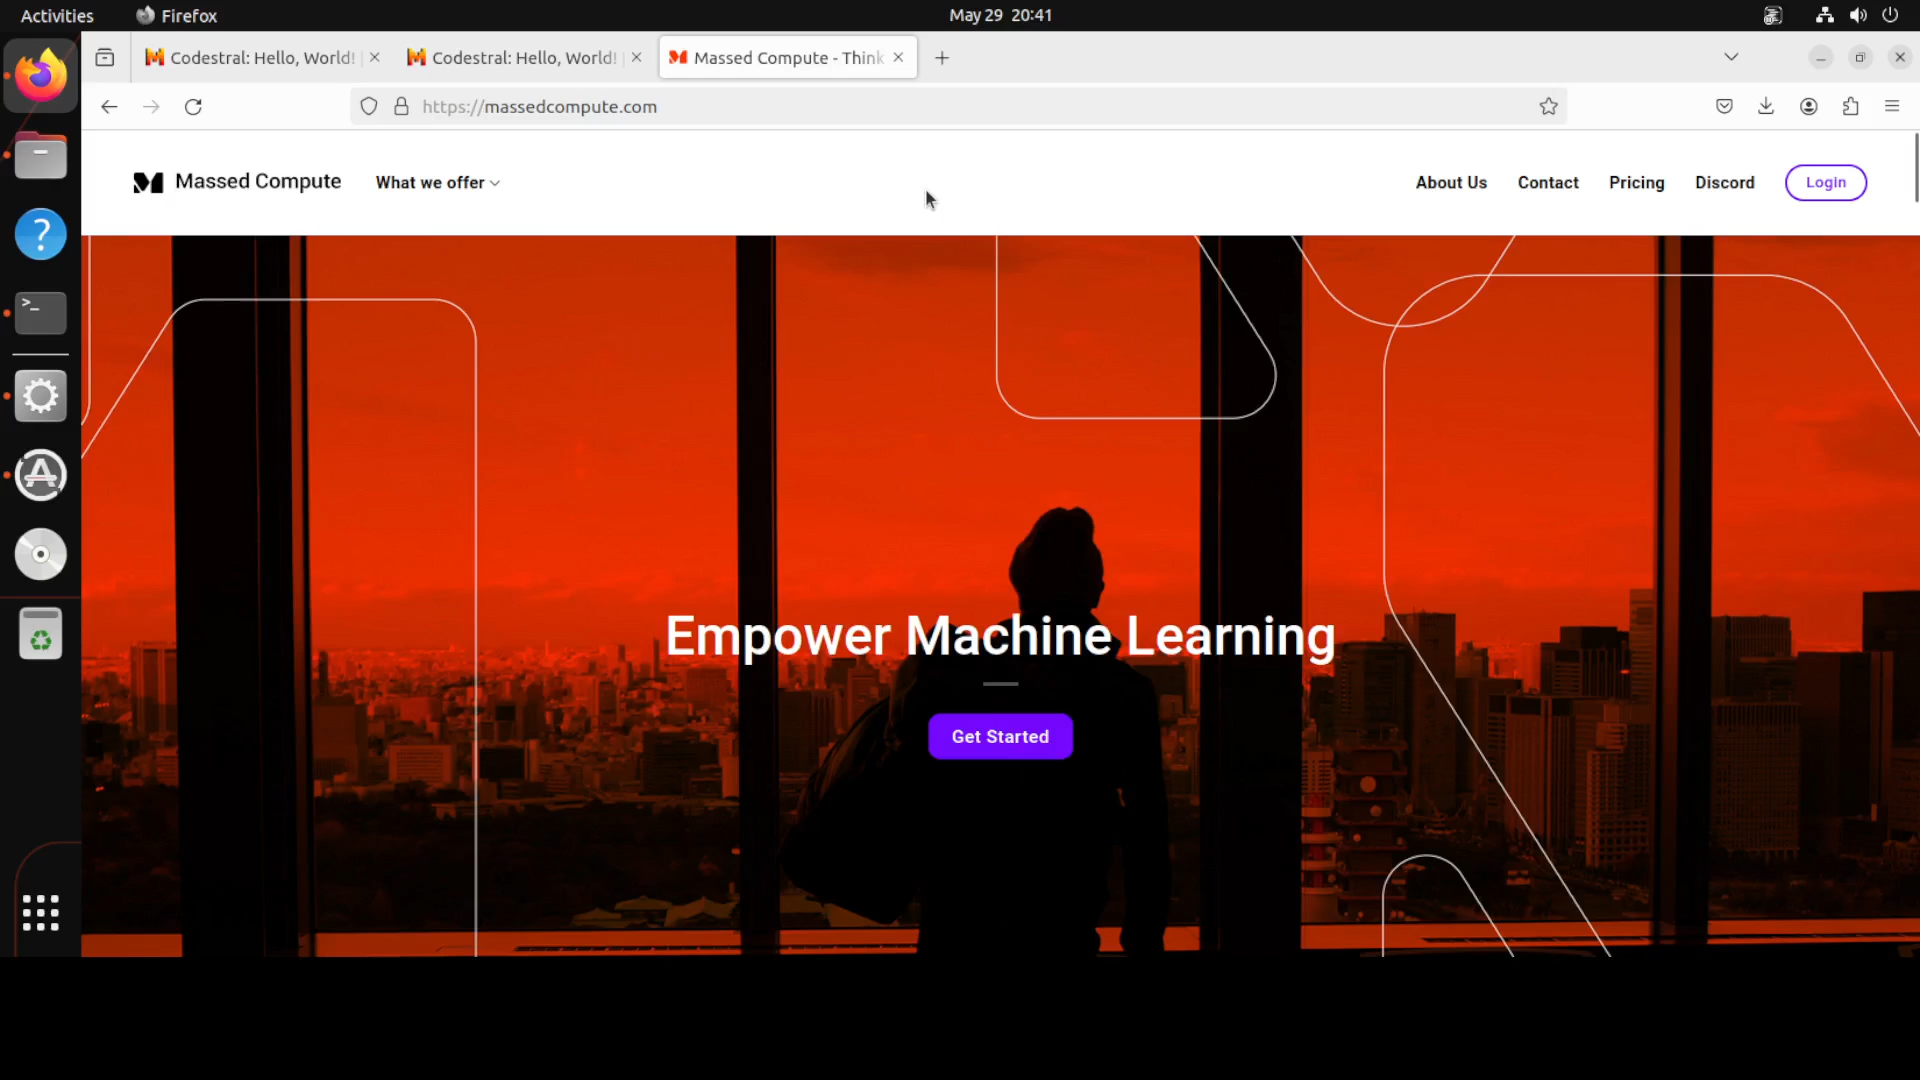 Activities
Firefox
May 29 20:41
Codestral: Hello, World!
Codestral: Hello, World!
Massed Compute - Think
https://massedcompute.com
Massed Compute
What we offer
About Us
Contact
Pricing
Discord
Login
Empower Machine Learning
Get Started